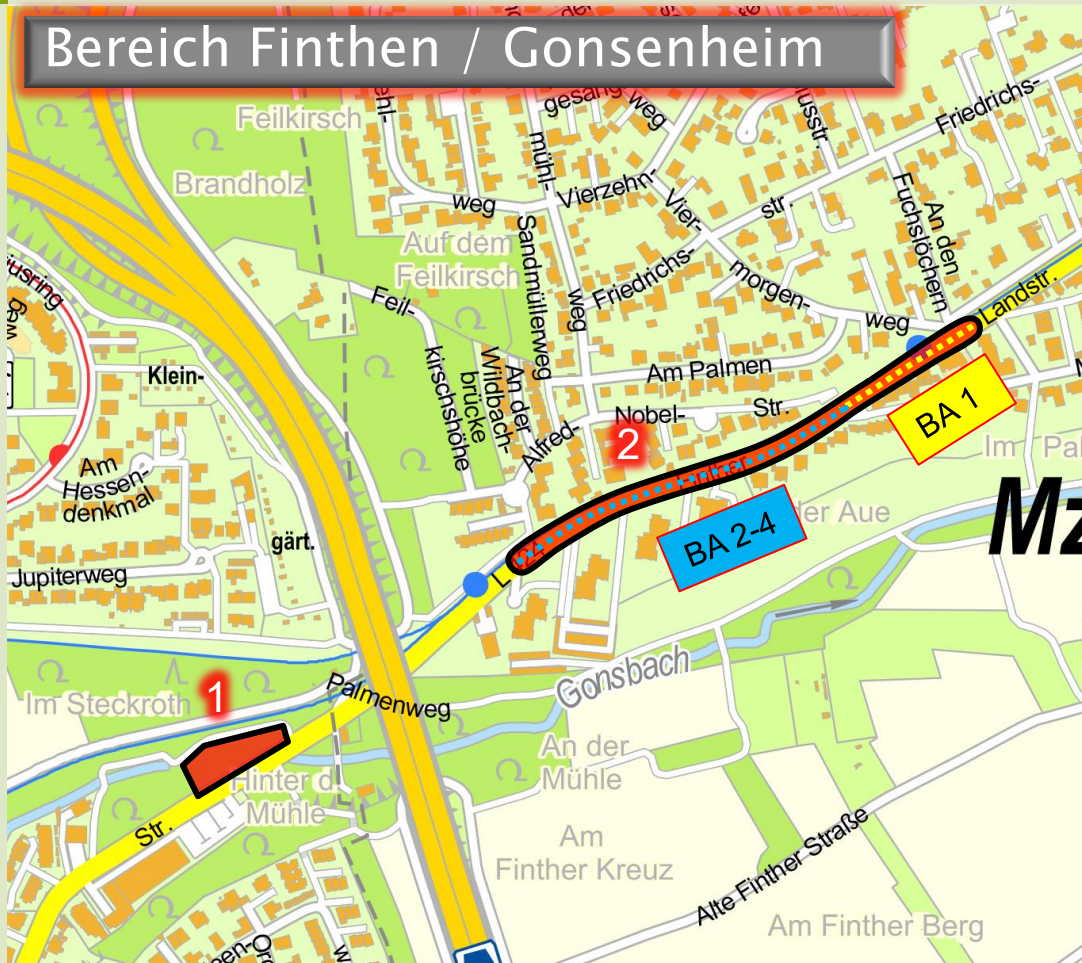 Bereich Finthen / Gonsenheim
Feilkirsch
Brandholz
gesang
weg
mühl-
Vierzehn-
weg
Vier-
morgen-
weg
str.
Friedrichs-
Friedrichs-
An den
Fuchslöchern
Landstr.
Auf dem
Feilkirsch
Sandmüllerweg
weg
Feil-
kirschshöhe
An der
Wildbach-
brücke
Am Palmen
Nobel-
Str.
Alfred-
2
BA 1
BA 2-4
Im
der Aue
Mz
Klein-
gärt.
Am
Hessen-
denkmal
Jupiterweg
Im Steckroth
1
Palmenweg
Hinter d.
Mühle
Str.
Gonsbach
An der
Mühle
Am
Finther Kreuz
Alte Finther Straße
Am Finther Berg